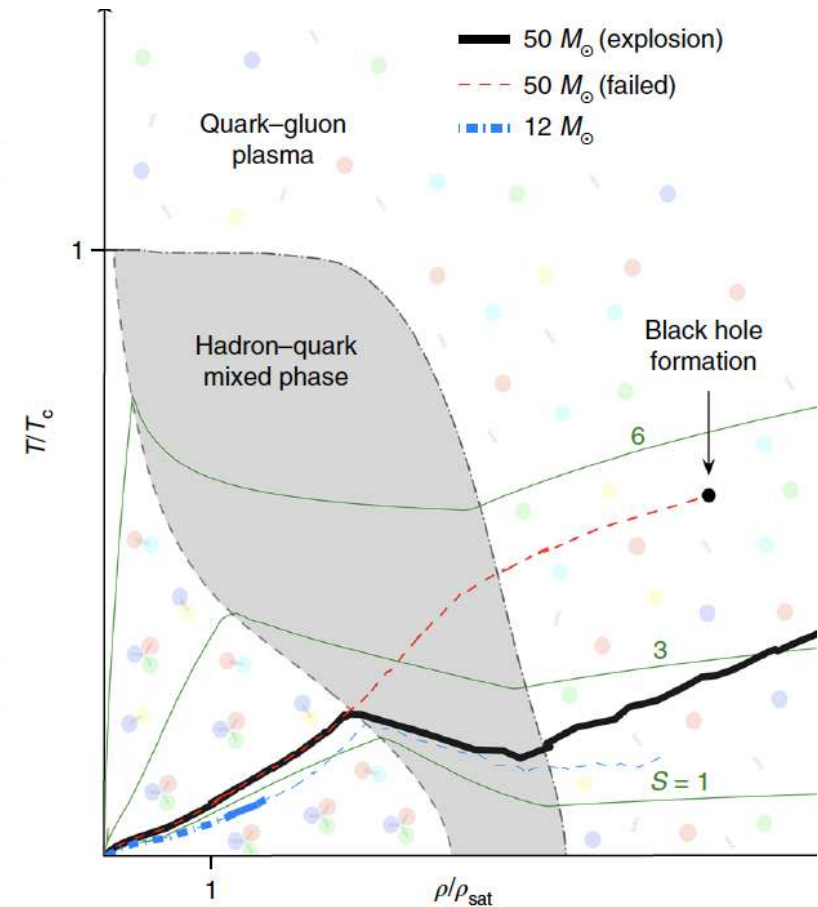 50 M☉ (explosion)
50 M☉ (failed)
12 M☉
Quark–gluon
plasma
1
Hadron–quark
mixed phase
Black hole
formation
T/Tc
6
3
S = 1
1
ρ/ρsat